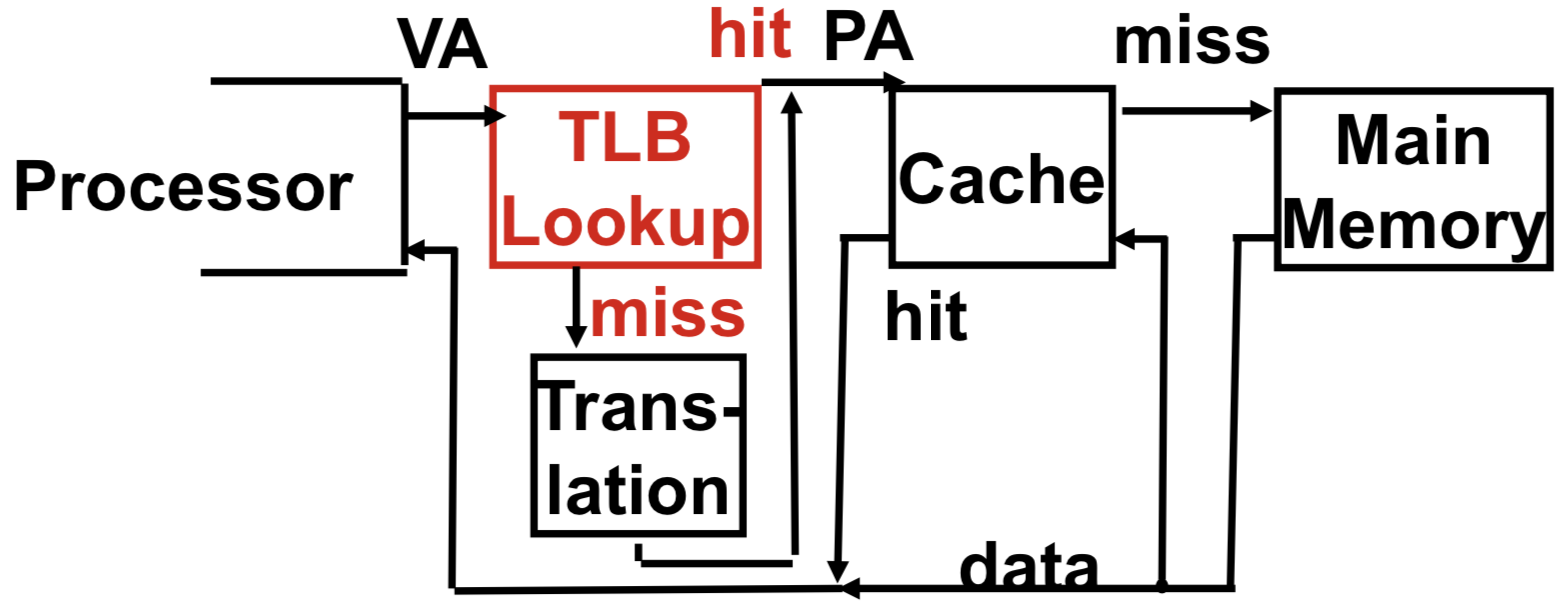 VA
hit
PA
miss
Processor
TLB
Lookup
Cache
Main
Memory
miss
hit
Trans-
lation
data